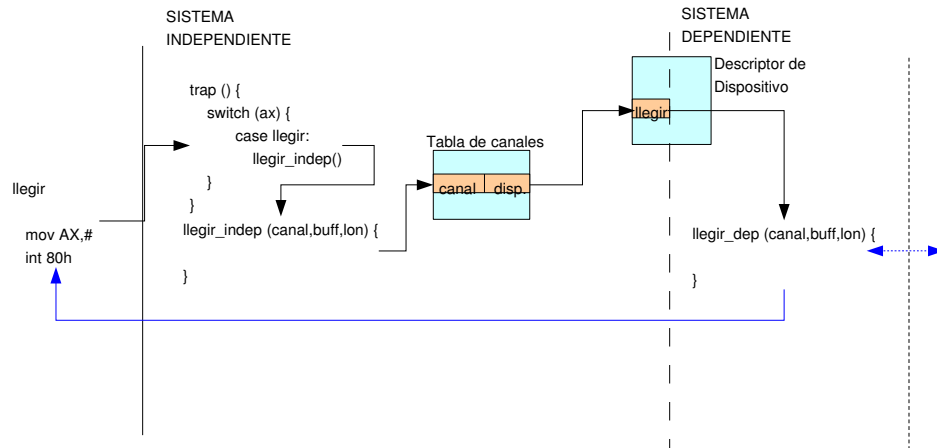 SISTEMA
INDEPENDIENTE
SISTEMA
DEPENDIENTE
Descriptor de
Dispositivo
trap () {
switch (ax) {
case llegir:
llegir_indep()
}
}
llegir_indep (canal,buff,lon) {
}
Tabla de canales
canal disp.
llegir
llegir
mov AX,#
int 80h
llegir_dep (canal,buff,lon) {
}